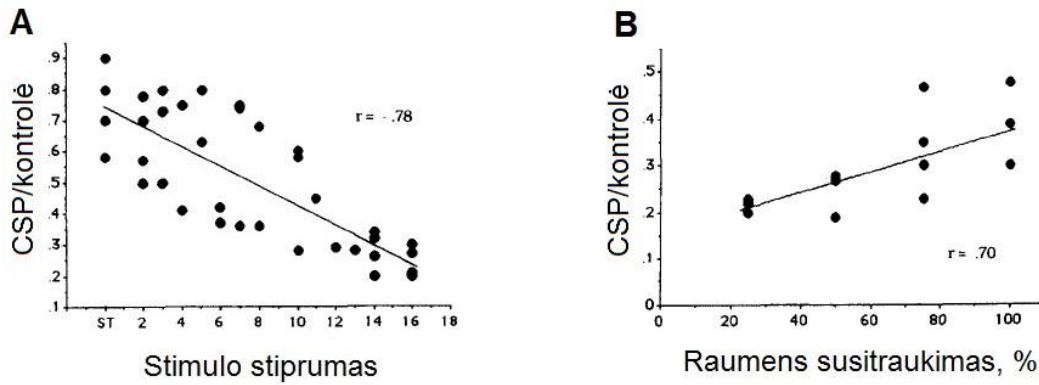 A
CSP/kontrolė
.9
.8
.7
.6
.5
.4
.3
.2
.1
r = - .78
ST 2 4 6 8 10 12 14 16 18
Stimulo stiprumas
B
CSP/kontrolė
.5
.4
.3
.2
.1
0
r = .70
0 20 40 60 80 100
Raumens susitraukimas, %